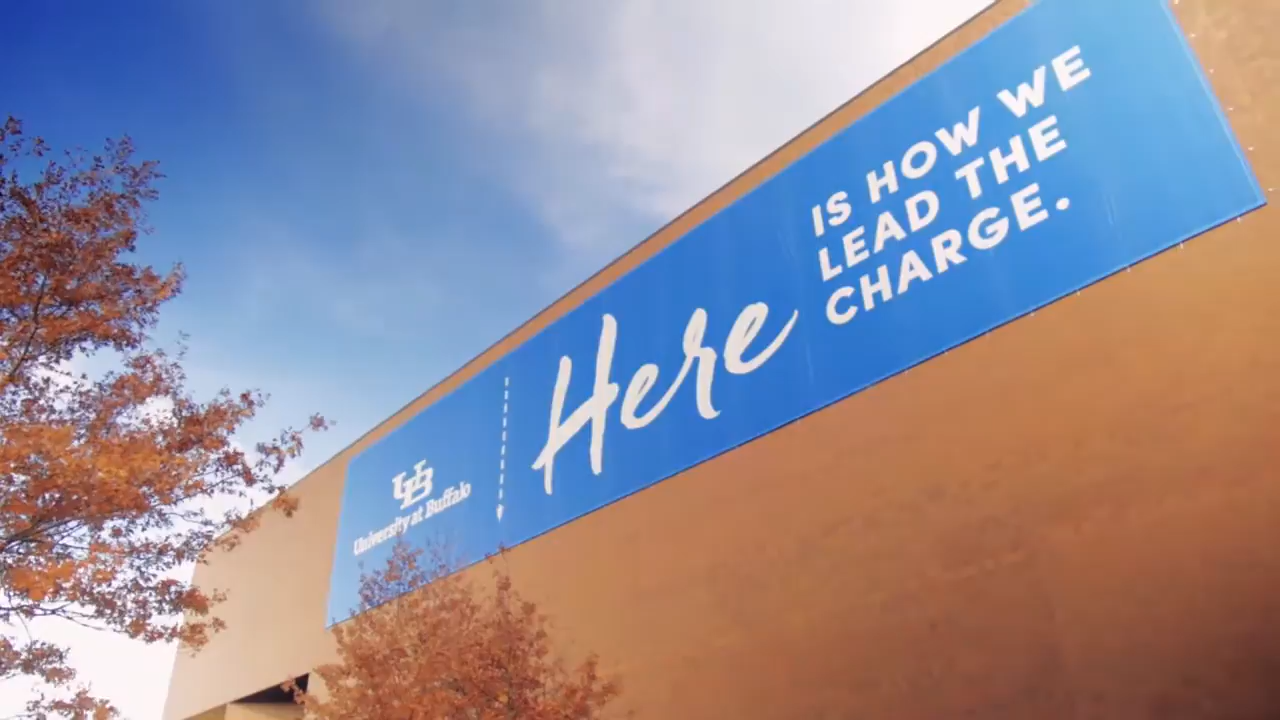 UB
University at Buffalo
Here
IS HOW WE
LEAD THE
CHARGE.